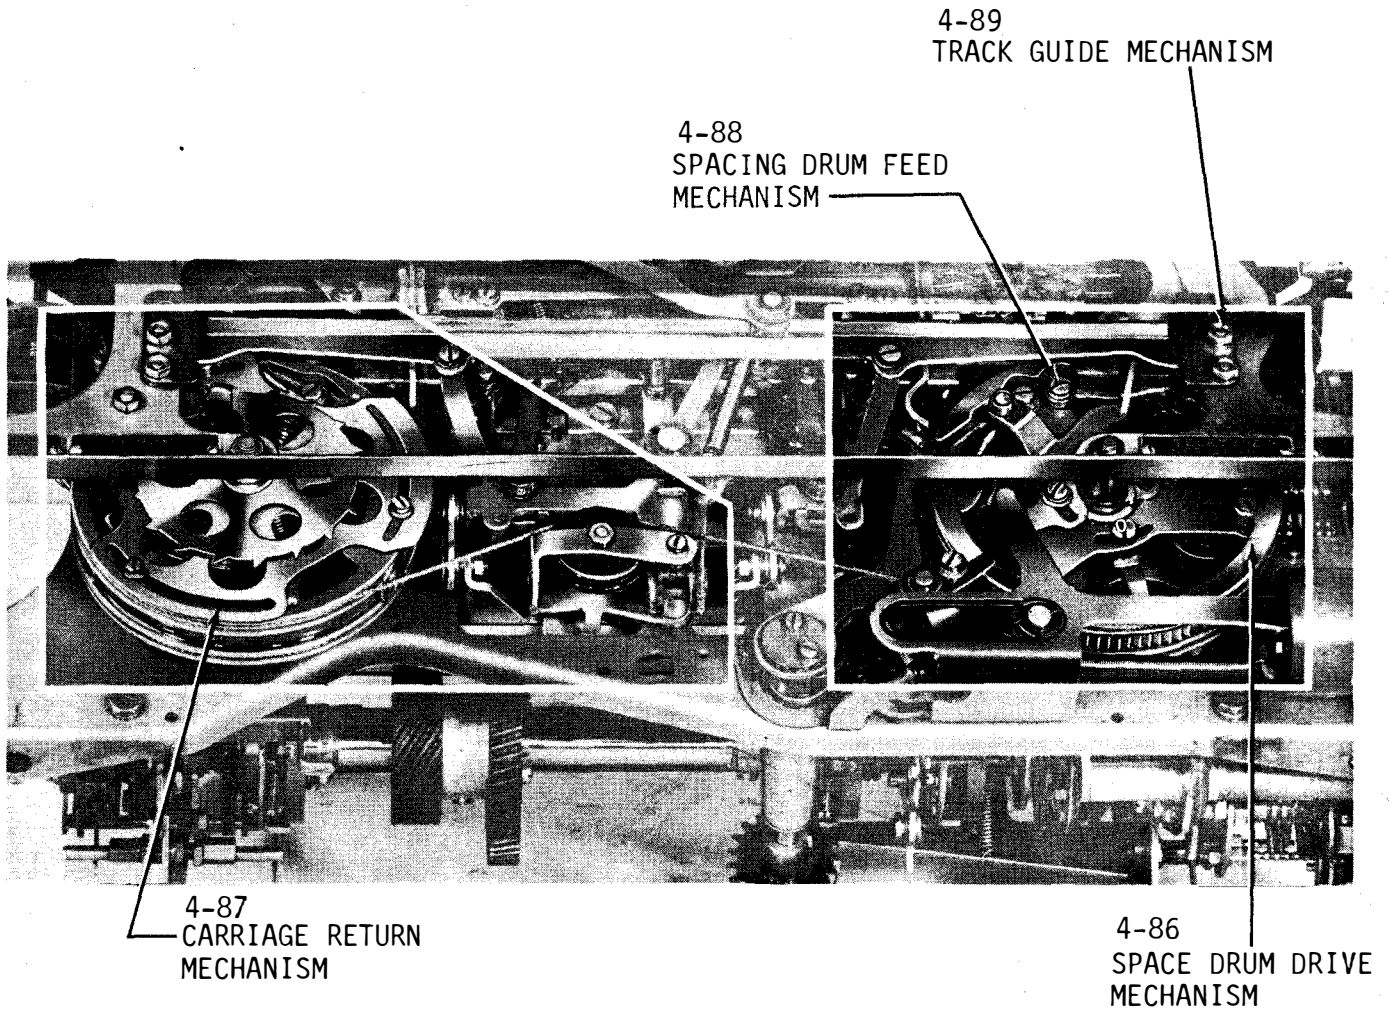 4-89
TRACK GUIDE MECHANISM
4-88
SPACING DRUM FEED
MECHANISM
4-87
CARRIAGE RETURN
MECHANISM
4-86
SPACE DRUM DRIVE
MECHANISM